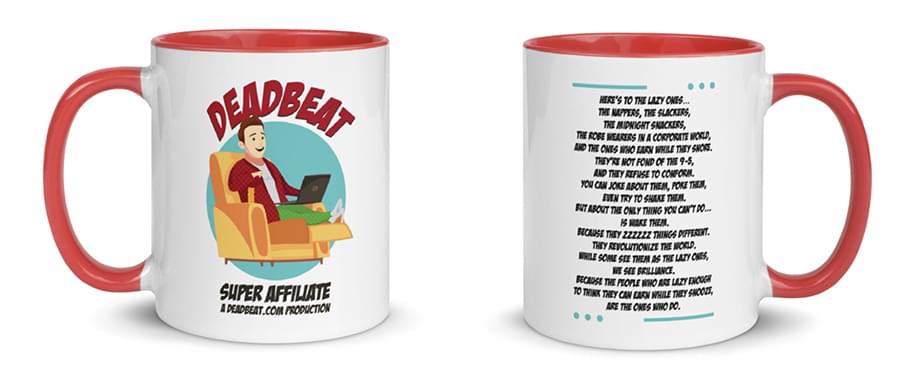 DEADBEAT
SUPER AFFILIATE
A DEADBEAT.COM PRODUCTION
HERE'S TO THE LAZY ONES...
THE NAPPERS, THE SLACKERS,
THE MIDNIGHT SNACKERS,
THE ROBE WEARERS IN A CORPORATE WORLD,
AND THE ONES WHO EARN WHILE THEY SNORE.
THEY'RE NOT FOND OF THE 9-5,
AND THEY REFUSE TO CONFORM.
YOU CAN JOKE ABOUT THEM, POKE THEM,
EVEN TRY TO SHAKE THEM.
BUT ABOUT THE ONLY THING YOU CAN'T DO...
IS WAKE THEM.
BECAUSE THEY ZZZZZZ THINGS DIFFERENT.
THEY REVOLUTIONIZE THE WORLD.
WHILE SOME SEE THEM AS THE LAZY ONES,
WE SEE BRILLIANCE.
BECAUSE THE PEOPLE WHO ARE LAZY ENOUGH
TO THINK THEY CAN EARN WHILE THEY SNOOZE,
ARE THE ONES WHO DO.